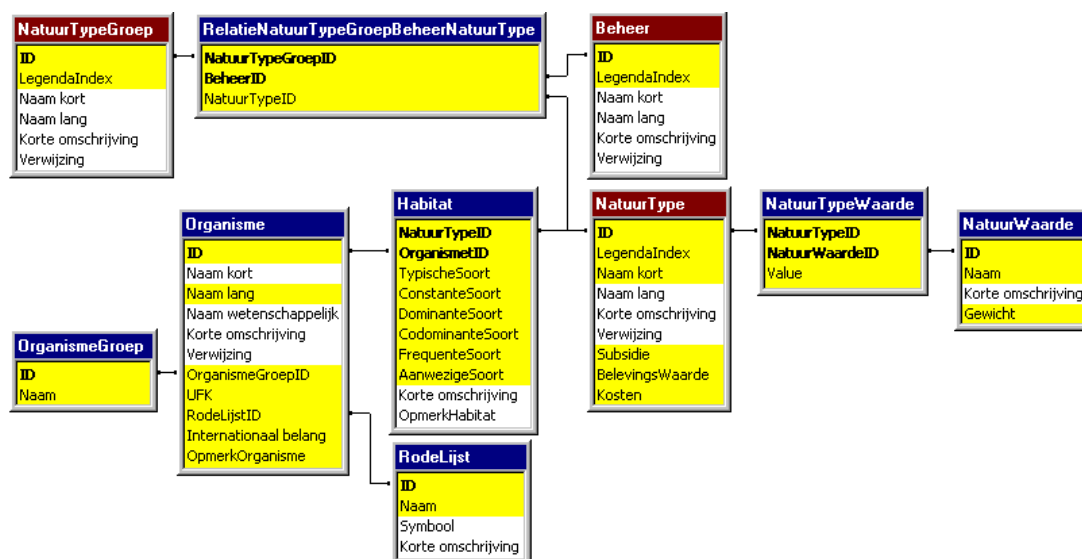 NatuurTypeGroep
ID
LegendaIndex
Naam kort
Naam lang
Korte omschrijving
Verwijzing
RelatieNatuurTypeGroepBeheerNatuurType
NatuurTypeGroepID
BeheerID
NatuurTypeID
Beheer
ID
LegendaIndex
Naam kort
Naam lang
Korte omschrijving
Verwijzing
Organisme
ID
Naam kort
Naam lang
Naam wetenschappelijk
Korte omschrijving
Verwijzing
OrganismeGroepID
UFK
RodeLijstID
Internationaal belang
OpmerkOrganisme
Habitat
NatuurTypeID
OrganismetID
TypischeSoort
ConstanteSoort
DominanteSoort
CodominanteSoort
FrequenteSoort
AanwezigeSoort
Korte omschrijving
OpmerkHabitat
NatuurType
ID
LegendaIndex
Naam kort
Naam lang
Korte omschrijving
Verwijzing
Subsidie
BelevingsWaarde
Kosten
NatuurTypeWaarde
NatuurTypeID
NatuurWaardeID
Value
NatuurWaarde
ID
Naam
Korte omschrijving
Gewicht
OrganismeGroep
ID
Naam
RodeLijst
ID
Naam
Symbool
Korte omschrijving